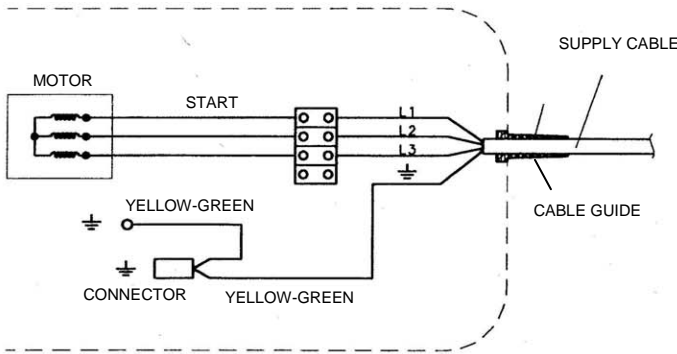 SUPPLY CABLE
MOTOR
START
L1
L2
L3
YELLOW-GREEN
CABLE GUIDE
CONNECTOR
YELLOW-GREEN